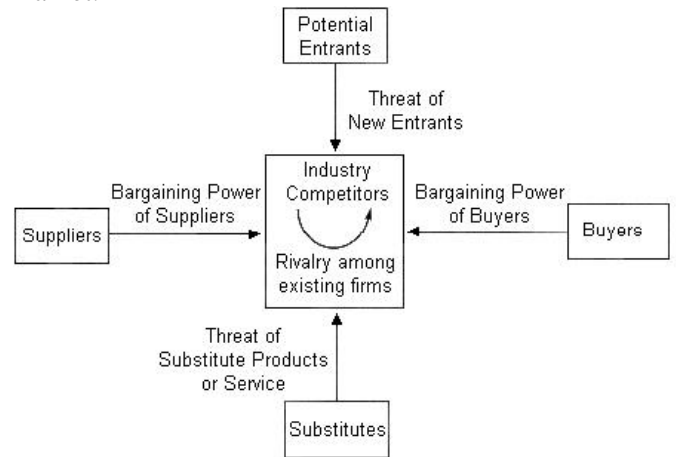 Potential
Entrants
Threat of
New Entrants
Industry
Competitors
Bargaining Power
of Suppliers
Bargaining Power
of Buyers
Suppliers
Buyers
Rivalry among
existing firms
Threat of
Substitute Products
or Service
Substitutes